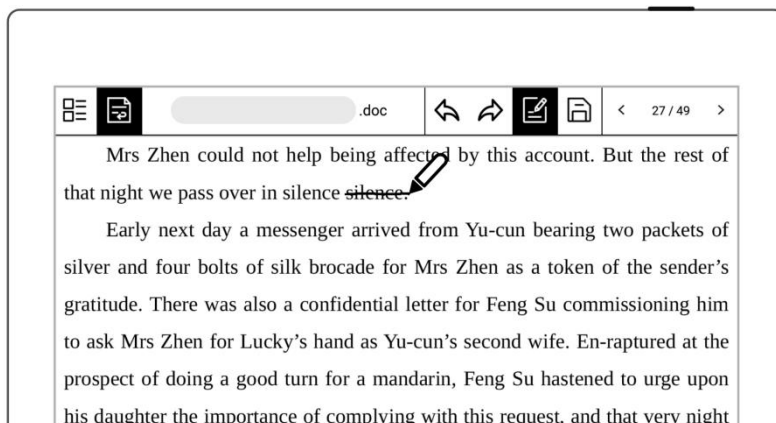 .doc 27 / 49
Mrs Zhen could not help being affected by this account. But the rest of
that night we pass over in silence silence.
Early next day a messenger arrived from Yu-cun bearing two packets of
silver and four bolts of silk brocade for Mrs Zhen as a token of the sender’s
gratitude. There was also a confidential letter for Feng Su commissioning him
to ask Mrs Zhen for Lucky’s hand as Yu-cun’s second wife. En-raptured at the
prospect of doing a good turn for a mandarin, Feng Su hastened to urge upon
his daughter the importance of complying with this request, and that very night